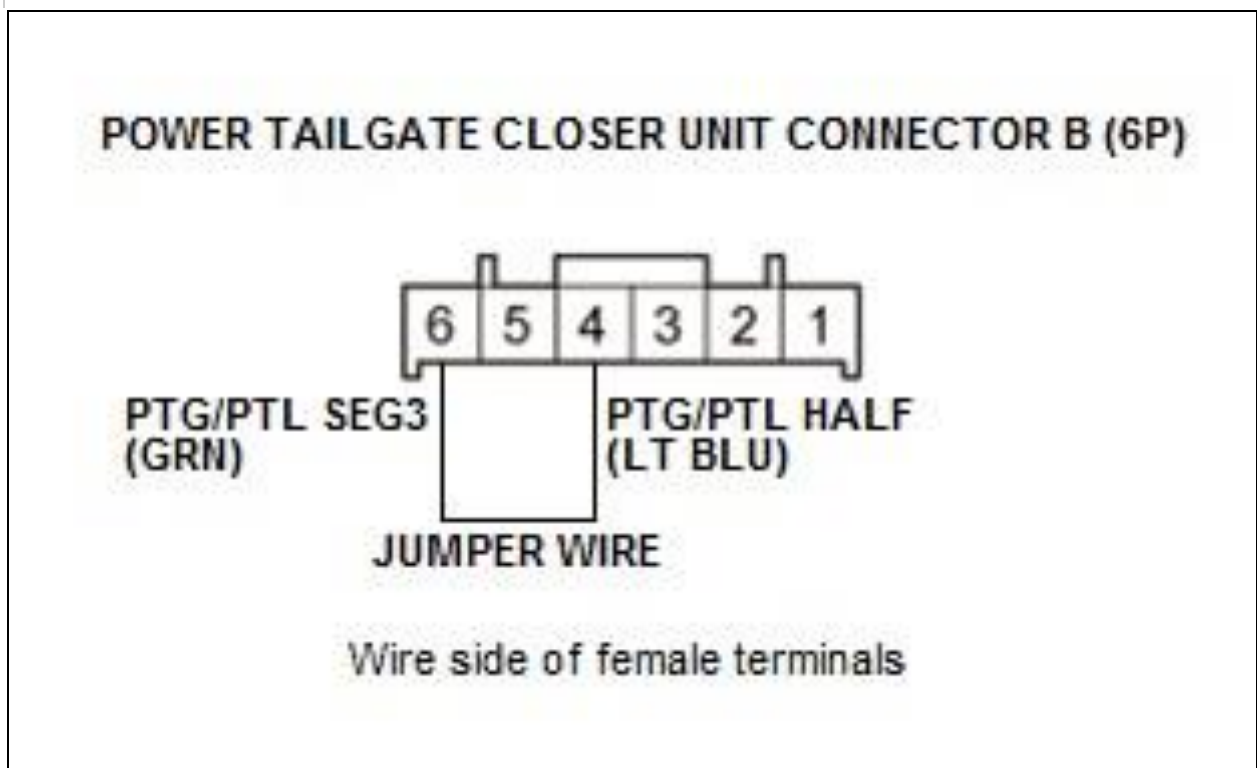 POWER TAILGATE CLOSER UNIT CONNECTOR B (6P)
6 5 4 3 2 1
PTG/PTL SEG3
(GRN)
PTG/PTL HALF
(LT BLU)
JUMPER WIRE
Wire side of female terminals